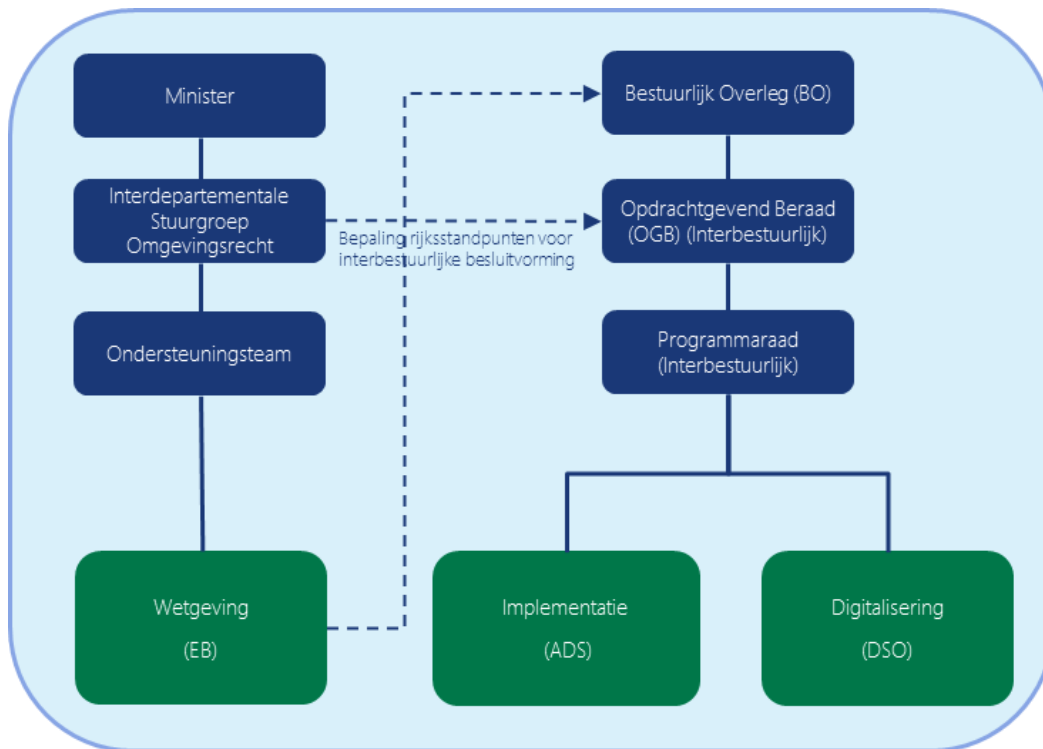 Minister
Bestuurlijk Overleg (BO)
Interdepartementale
Stuurgroep
Omgevingsrecht
Opdrachtgevend Beraad
(OGB) (Interbestuurlijk)
Bepaling rijksstandpunten voor
interbestuurlijke besluitvorming
Ondersteuningsteam
Programmaraad
(Interbestuurlijk)
Wetgeving
(EB)
Implementatie
(ADS)
Digitalisering
(DSO)